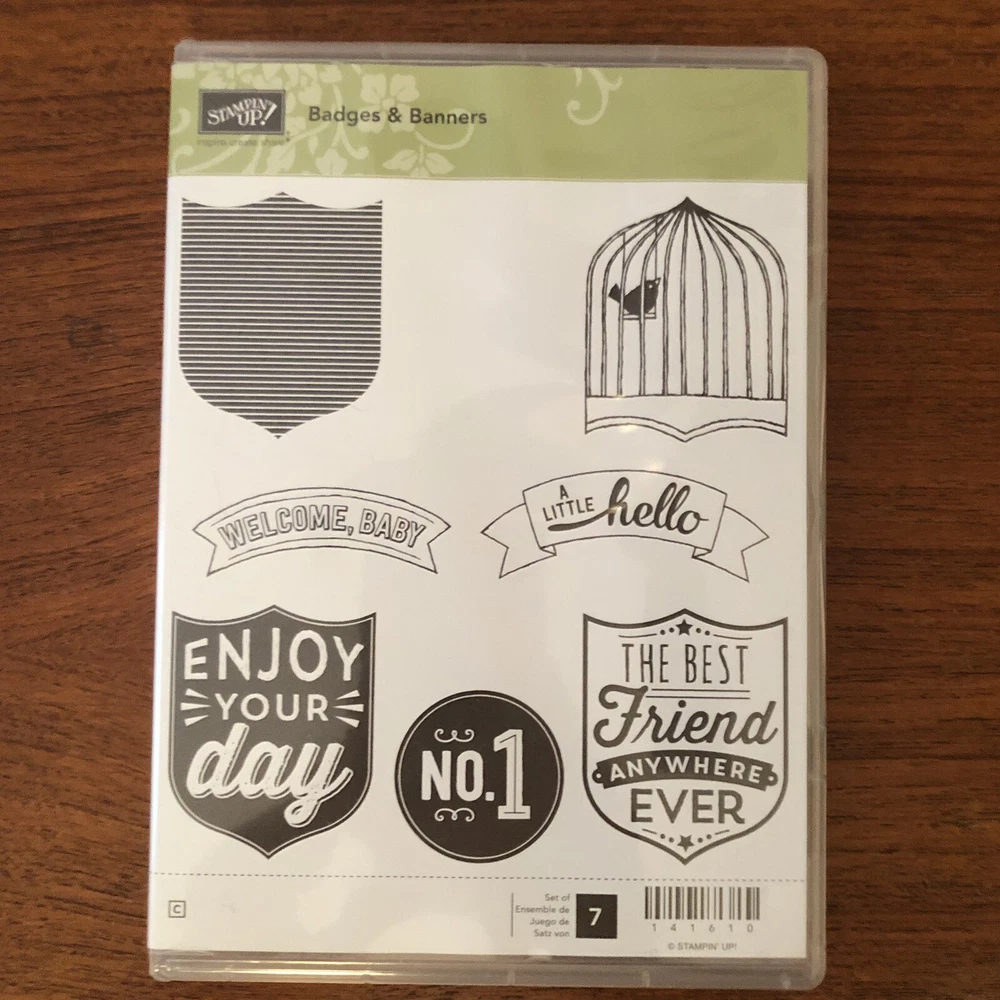 STAMPIN' UP!
inspire.create.share
Badges & Banners
WELCOME, BABY
A LITTLE hello
ENJOY
YOUR
day
NO.1
THE BEST
Friend
ANYWHERE
EVER
C
Set of
Ensemble de
Juego de
Satz von
7
141610
© STAMPIN' UP!